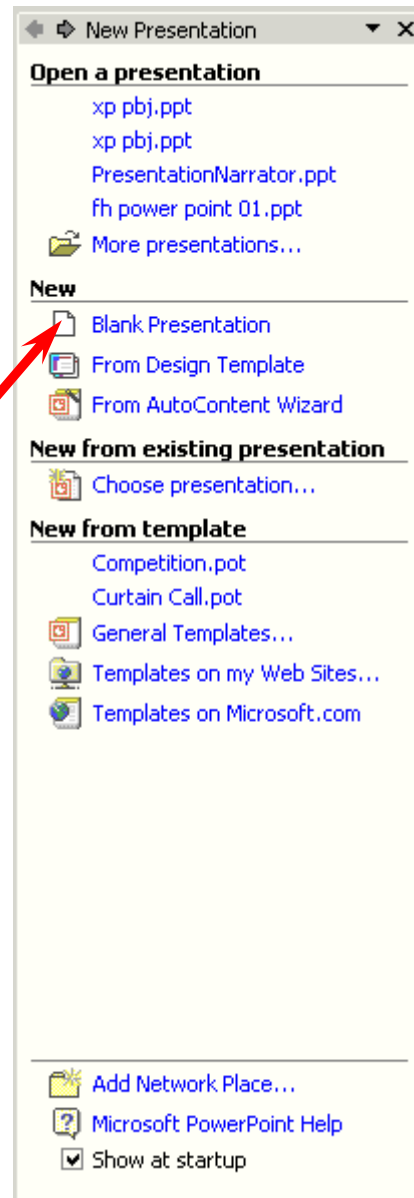 New Presentation
Open a presentation
xp pbj.ppt
xp pbj.ppt
PresentationNarrator.ppt
fh power point 01.ppt
More presentations...
New
Blank Presentation
From Design Template
From AutoContent Wizard
New from existing presentation
Choose presentation...
New from template
Competition.pot
Curtain Call.pot
General Templates...
Templates on my Web Sites...
Templates on Microsoft.com
Add Network Place...
Microsoft PowerPoint Help
Show at startup